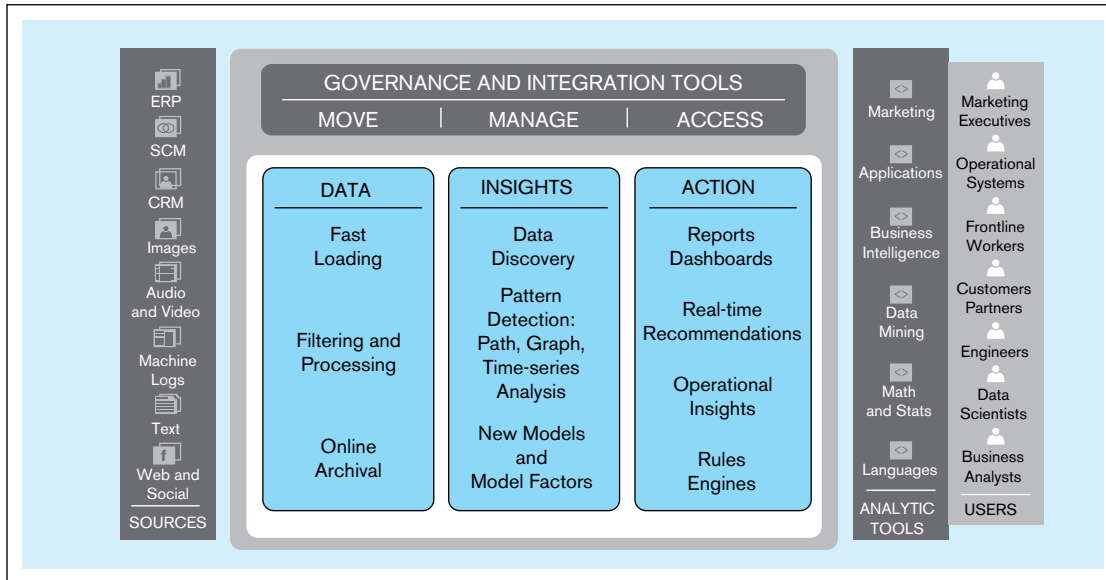 ERP
SCM
CRM
Images
Audio
and Video
Machine
Logs
Text
f
Web and
Social
SOURCES
GOVERNANCE AND INTEGRATION TOOLS
MOVE | MANAGE | ACCESS
DATA
Fast
Loading
Filtering and
Processing
Online
Archival
INSIGHTS
Data
Discovery
Pattern
Detection:
Path, Graph,
Time-series
Analysis
New Models
and
Model Factors
ACTION
Reports
Dashboards
Real-time
Recommendations
Operational
Insights
Rules
Engines
<>
Marketing
<>
Applications
<>
Business
Intelligence
<>
Data
Mining
<>
Math
and Stats
<>
Languages
ANALYTIC
TOOLS
Marketing
Executives
Operational
Systems
Frontline
Workers
Customers
Partners
Engineers
Data
Scientists
Business
Analysts
USERS